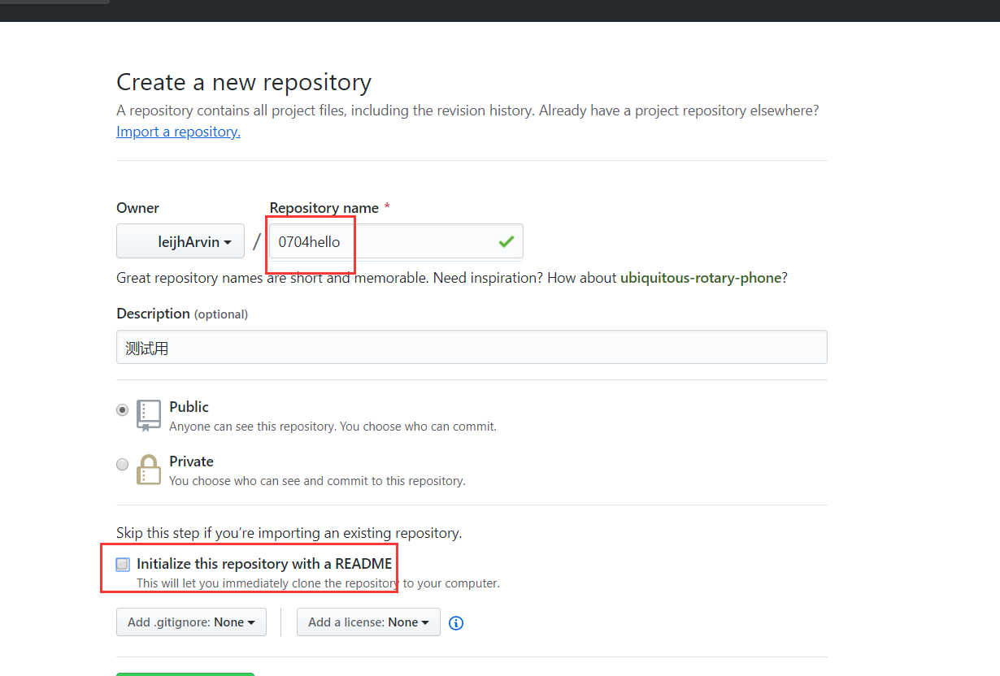 Create a new repository
A repository contains all project files, including the revision history. Already have a project repository elsewhere?
Import a repository.
Owner
Repository name *
leijhArvin
/
0704hello
Great repository names are short and memorable. Need inspiration? How about ubiquitous-rotary-phone?
Description (optional)
测试用
Public
Anyone can see this repository. You choose who can commit.
Private
You choose who can see and commit to this repository.
Skip this step if you’re importing an existing repository.
Initialize this repository with a README
This will let you immediately clone the repository to your computer.
Add .gitignore: None
Add a license: None